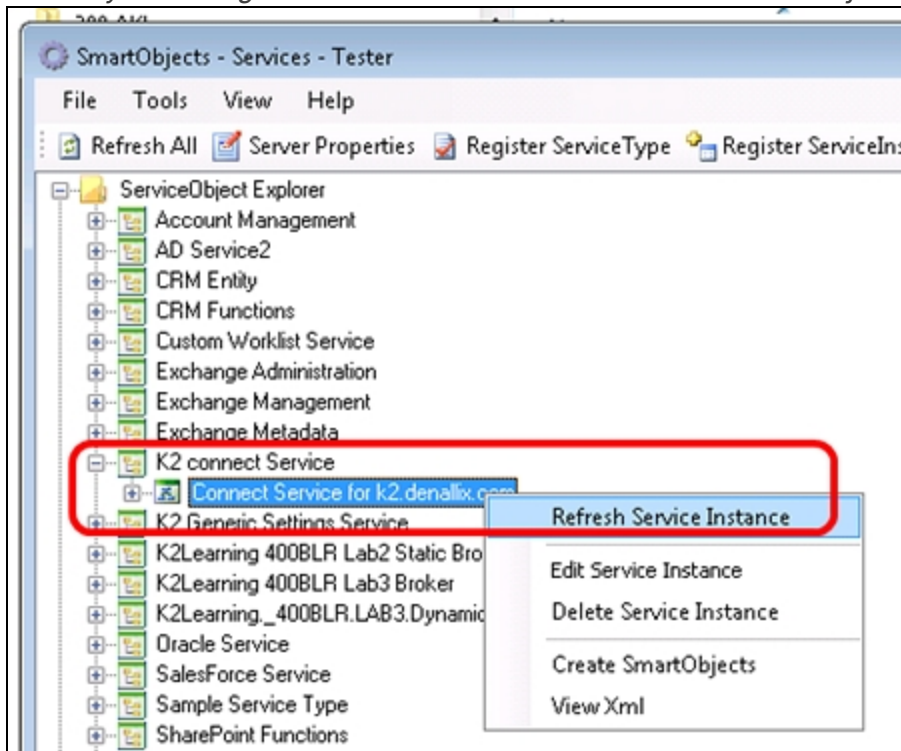 SmartObjects - Services - Tester
File Tools View Help
Refresh All Server Properties Register ServiceType Register ServiceIns
ServiceObject Explorer
Account Management
AD Service2
CRM Entity
CRM Functions
Custom Worklist Service
Exchange Administration
Exchange Management
Exchange Metadata
K2 connect Service
Connect Service for k2.denallix.com
Refresh Service Instance
K2 Generic Settings Service
Edit Service Instance
K2Learning 400BLR Lab2 Static Bro
K2Learning 400BLR Lab3 Broker
Delete Service Instance
K2Learning._400BLR.LAB3.Dynamic
Oracle Service
Create SmartObjects
SalesForce Service
Sample Service Type
View Xml
SharePoint Functions